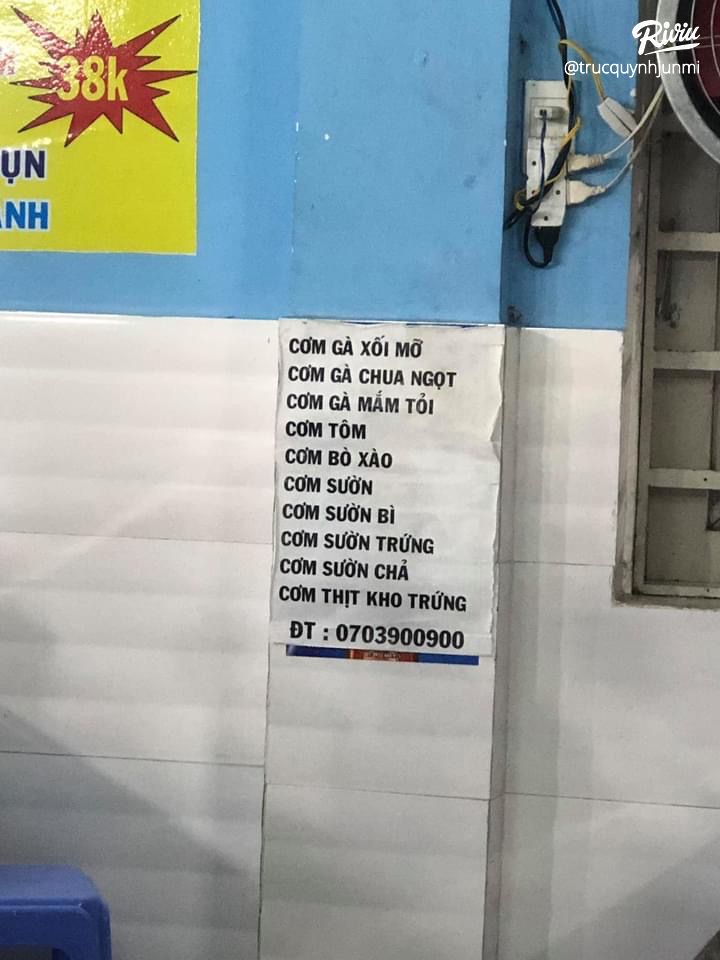 Riviu
@trucquynhjunmi
38k
ỤN
ANH
CƠM GÀ XỐI MỠ
CƠM GÀ CHUA NGỌT
CƠM GÀ MẮM TỎI
CƠM TÔM
CƠM BÒ XÀO
CƠM SƯỜN
CƠM SƯỜN BÌ
CƠM SƯỜN TRỨNG
CƠM SƯỜN CHẢ
CƠM THỊT KHO TRỨNG
ĐT : 0703900900